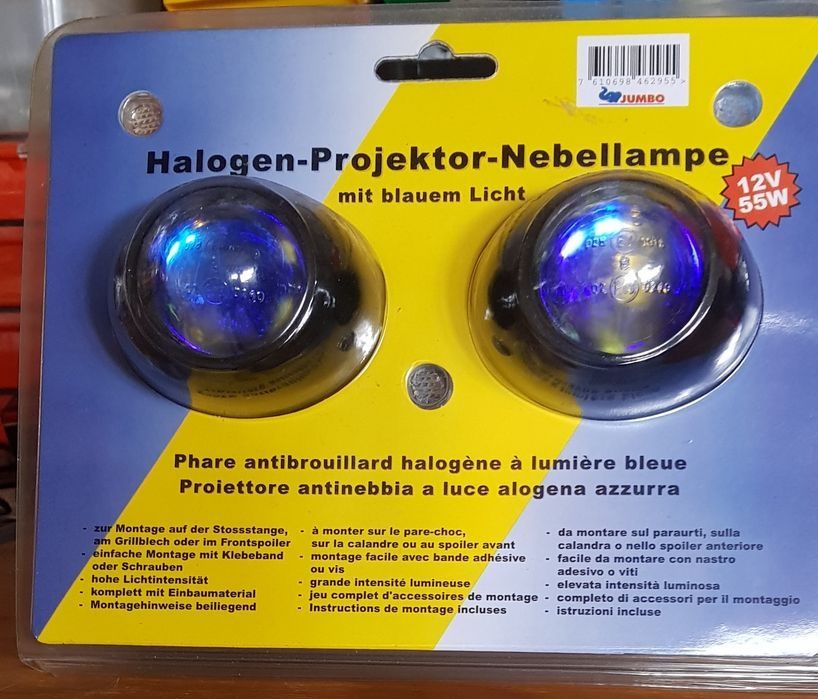 7 610698 462955 >
JUMBO
Halogen-Projektor-Nebellampe
mit blauem Licht
12V
55W
Phare antibrouillard halogène à lumière bleue
Proiettore antinebbia a luce alogena azzurra
- zur Montage auf der Stossstange,
am Grillblech oder im Frontspoiler
- einfache Montage mit Klebeband
oder Schrauben
- hohe Lichtintensität
- komplett mit Einbaumaterial
- Montagehinweise beiliegend
- à monter sur le pare-choc,
sur la calandre ou au spoiler avant
- montage facile avec bande adhésive
ou vis
- grande intensité lumineuse
- jeu complet d'accessoires de montage
- Instructions de montage incluses
- da montare sul paraurti, sulla
calandra o nello spoiler anteriore
- facile da montare con nastro
adesivo o viti
- elevata intensità luminosa
- completo di accessori per il montaggio
- istruzioni incluse